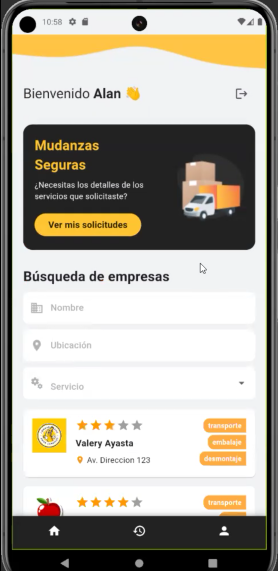 10:58
Bienvenido Alan 👋
Mudanzas
Seguras
¿Necesitas los detalles de los
servicios que solicitaste?
Ver mis solicitudes
Búsqueda de empresas
Nombre
Ubicación
Servicio
transporte
Valery Ayasta
embalaje
Av. Direccion 123
desmontaje
transporte